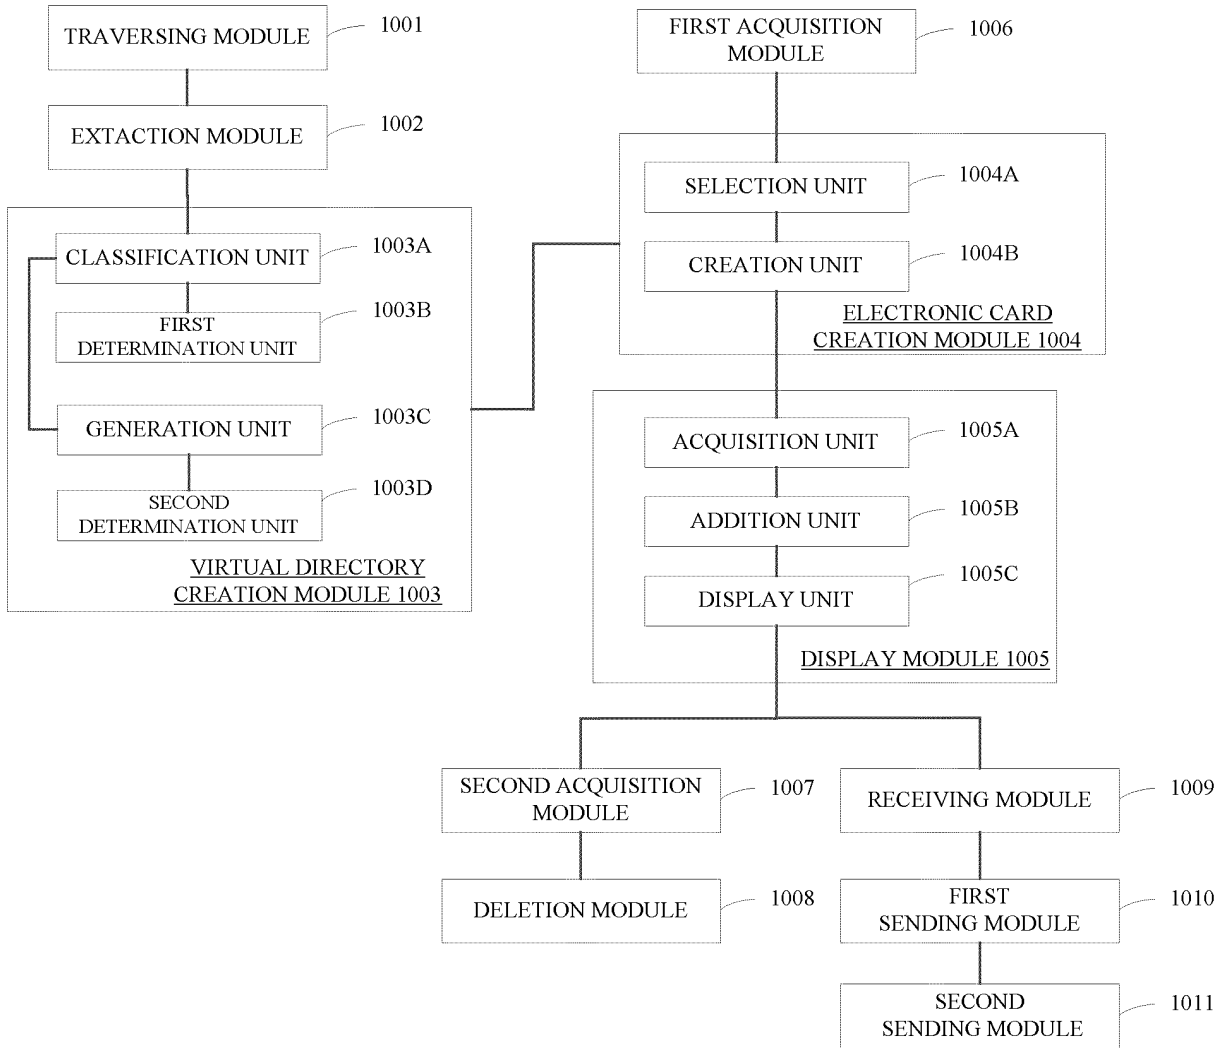 TRAVERSING MODULE
1001
EXTACTION MODULE
1002
CLASSIFICATION UNIT
1003A
FIRST
DETERMINATION UNIT
1003B
GENERATION UNIT
1003C
SECOND
DETERMINATION UNIT
1003D
VIRTUAL DIRECTORY
CREATION MODULE 1003
FIRST ACQUISITION
MODULE
1006
SELECTION UNIT
1004A
CREATION UNIT
1004B
ELECTRONIC CARD
CREATION MODULE 1004
ACQUISITION UNIT
1005A
ADDITION UNIT
1005B
DISPLAY UNIT
1005C
DISPLAY MODULE 1005
SECOND ACQUISITION
MODULE
1007
DELETION MODULE
1008
RECEIVING MODULE
1009
FIRST
SENDING MODULE
1010
SECOND
SENDING MODULE
1011